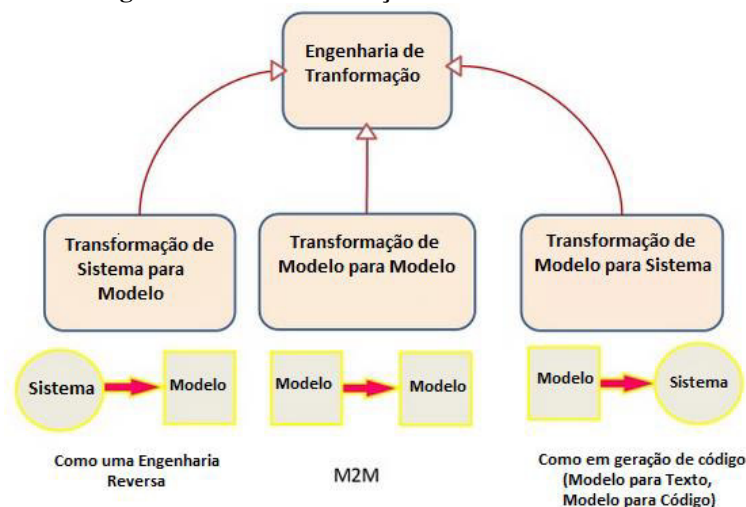 Engenharia de
Tranformação
Transformação de
Sistema para
Modelo
Transformação de
Modelo para Modelo
Transformação de
Modelo para Sistema
Sistema
Modelo
Modelo
Modelo
Modelo
Sistema
Como uma Engenharia
Reversa
M2M
Como em geração de código
(Modelo para Texto,
Modelo para Código)